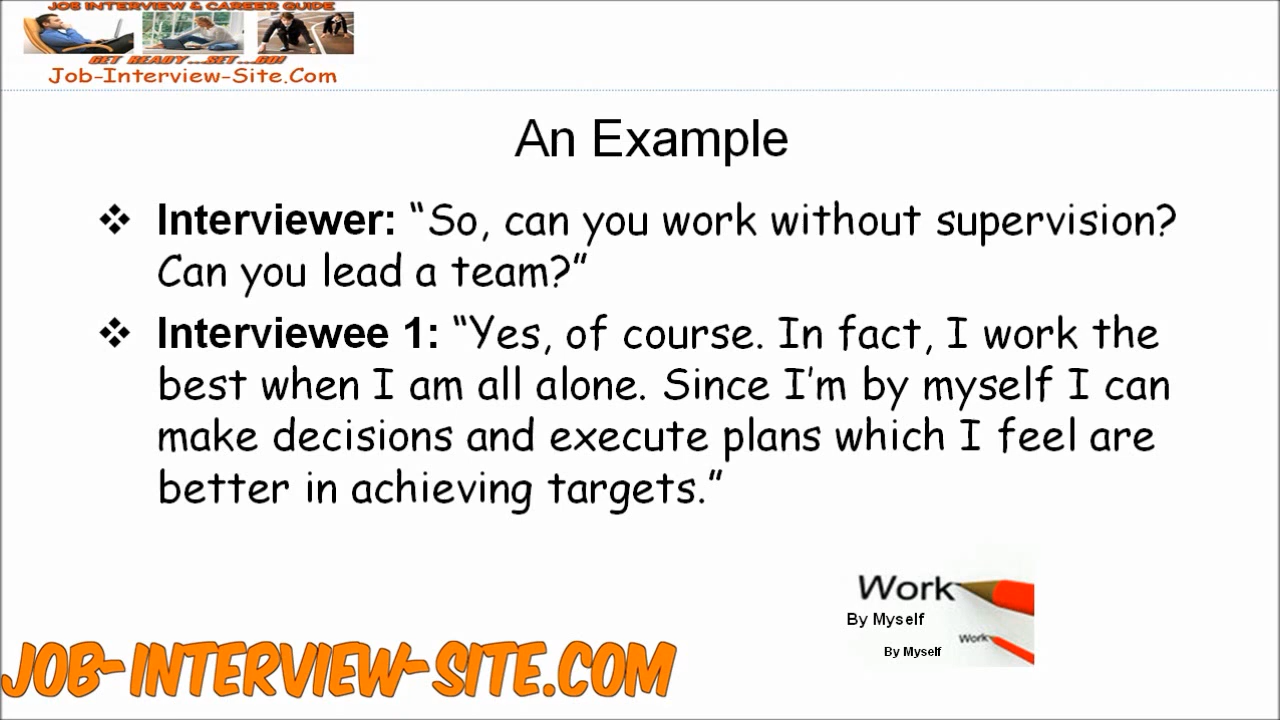 JOB INTERVIEW & CAREER GUIDE
GET READY...SET...GO!
Job-Interview-Site.Com
An Example
❖ Interviewer: “So, can you work without supervision?
Can you lead a team?”
❖ Interviewee 1: “Yes, of course. In fact, I work the
best when I am all alone. Since I’m by myself I can
make decisions and execute plans which I feel are
better in achieving targets.”
Work
By Myself
Work
By Myself
JOB-INTERVIEW-SITE.COM